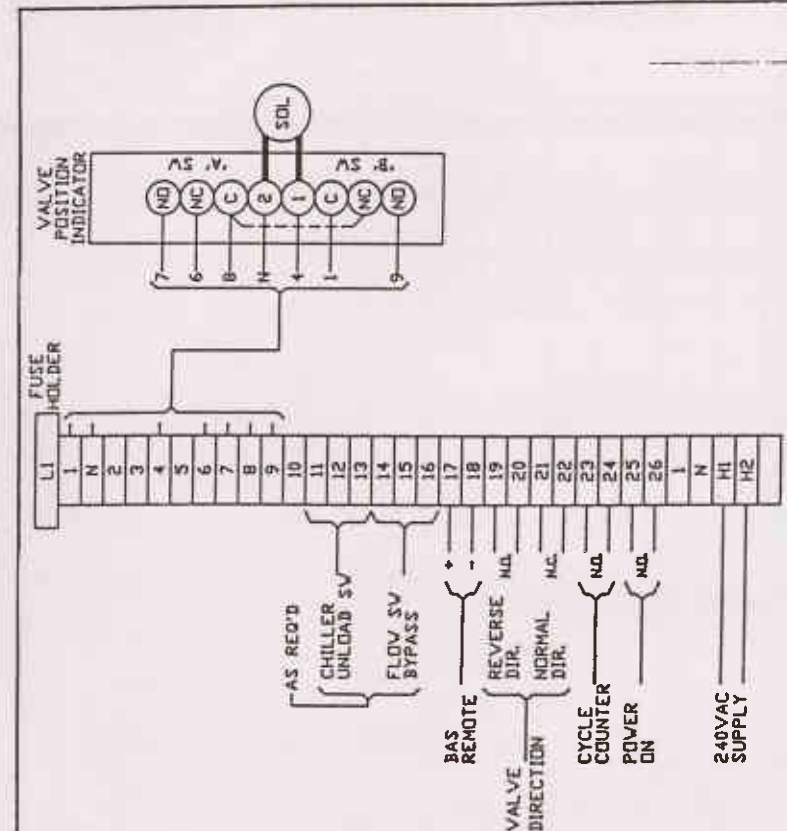 VALVE
POSITION
INDICATOR
'A' SW
'B' SW
NO
NC
C
2
1
C
NC
NO
SOL
7
6
8
N
4
1
9
FUSE
HOLDER
L1
1
N
2
3
4
5
6
7
8
9
10
11
12
13
14
15
16
17
18
19
20
21
22
23
24
25
26
1
N
H1
H2
AS REQ'D
CHILLER
UNLOAD SW
FLOW SW
BYPASS
+
-
BAS
REMOTE
REVERSE
DIR.
N.O.
NORMAL
DIR.
N.C.
VALVE
DIRECTION
CYCLE
COUNTER
N.O.
POWER
ON
N.O.
240VAC
SUPPLY